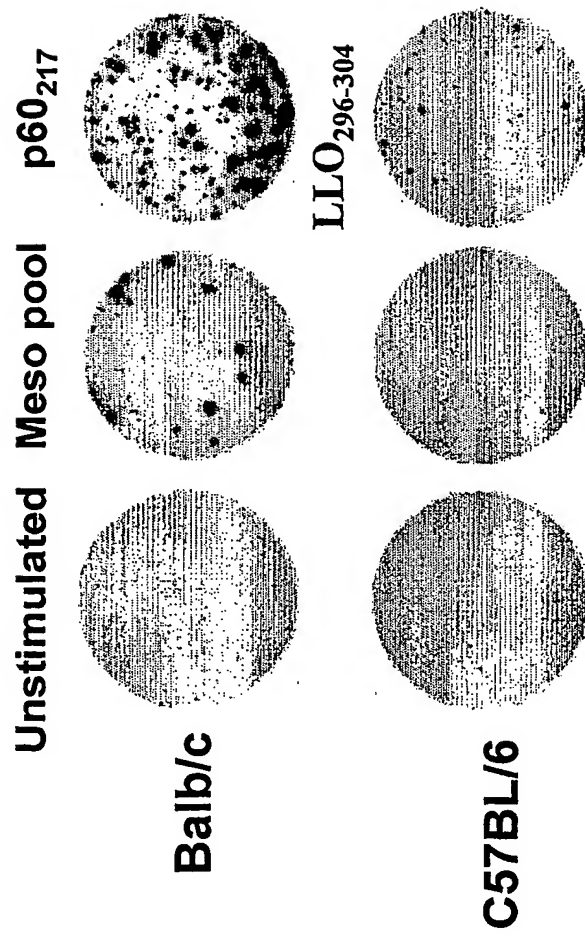 Unstimulated Meso pool p60₂₁₇
Balb/c
LLO₂₉₆₋₃₀₄
C57BL/6